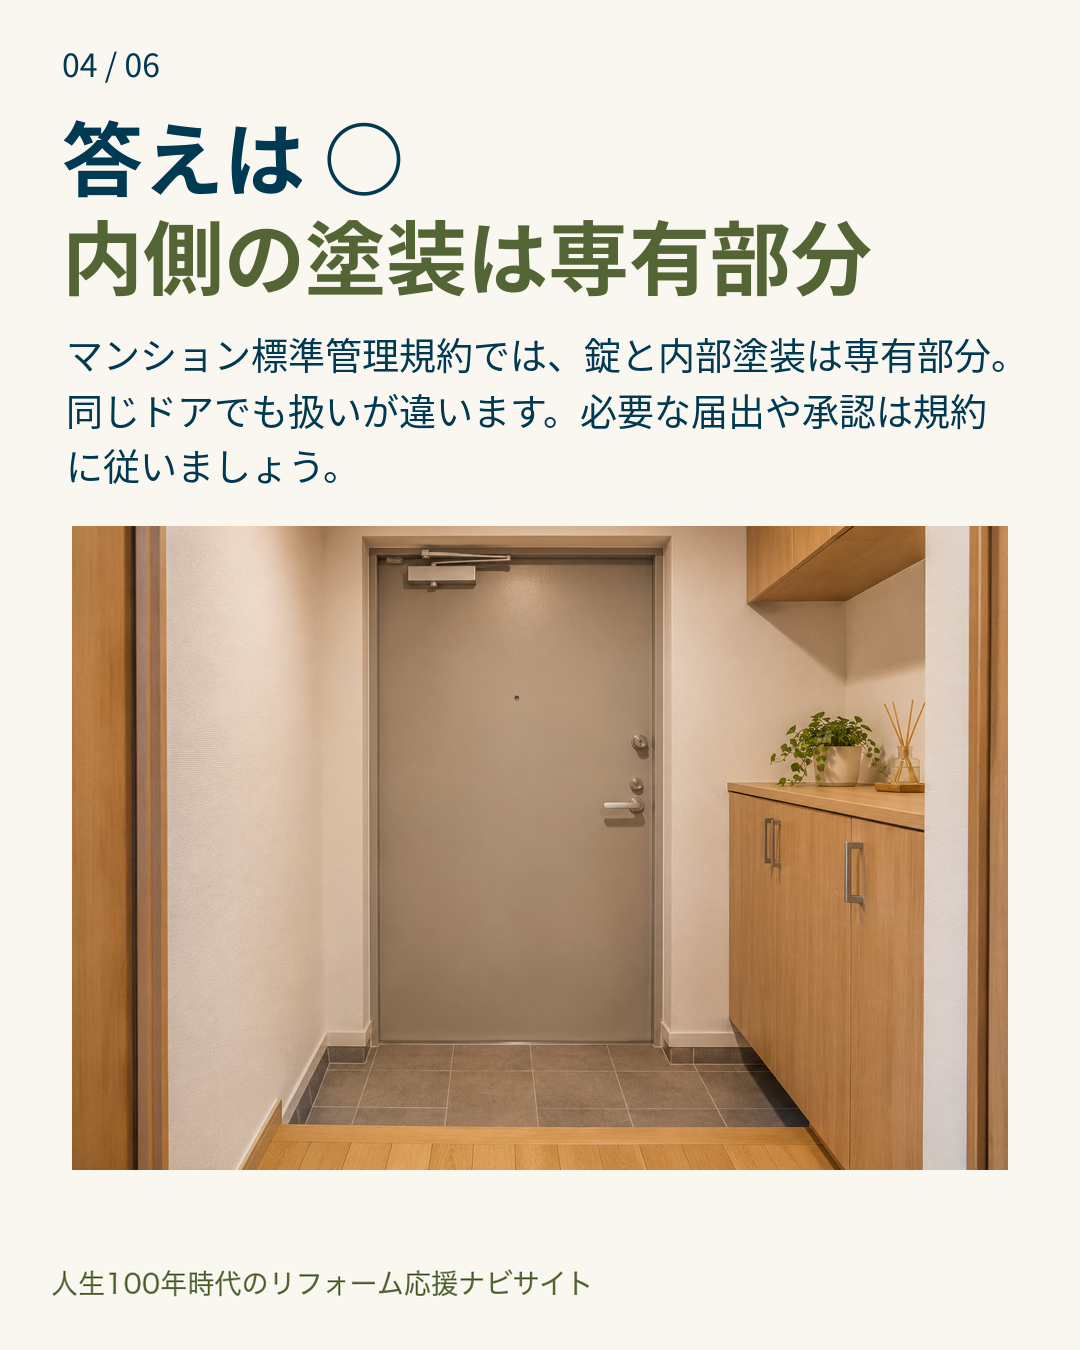 04 / 06
答えは ○
内側の塗装は専有部分
マンション標準管理規約では、錠と内部塗装は専有部分。
同じドアでも扱いが違います。必要な届出や承認は規約
に従いましょう。
人生100年時代のリフォーム応援ナビサイト